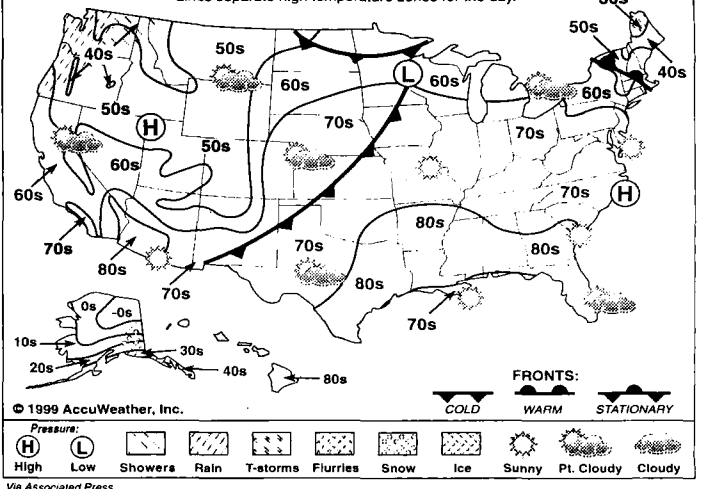 Lines separate high temperature zones for the day.
50s
50s
40s
50s
40s
L
60s
60s
60s
50s
H
70s
70s
50s
60s
60s
70s
H
80s
70s
80s
70s
80s
80s
70s
70s
0s
-0s
10s
20s
30s
40s
80s
FRONTS:
COLD WARM STATIONARY
© 1999 AccuWeather, Inc.
Pressure:
H L
High Low Showers Rain T-storms Flurries Snow Ice Sunny Pt. Cloudy Cloudy
Via Associated Press